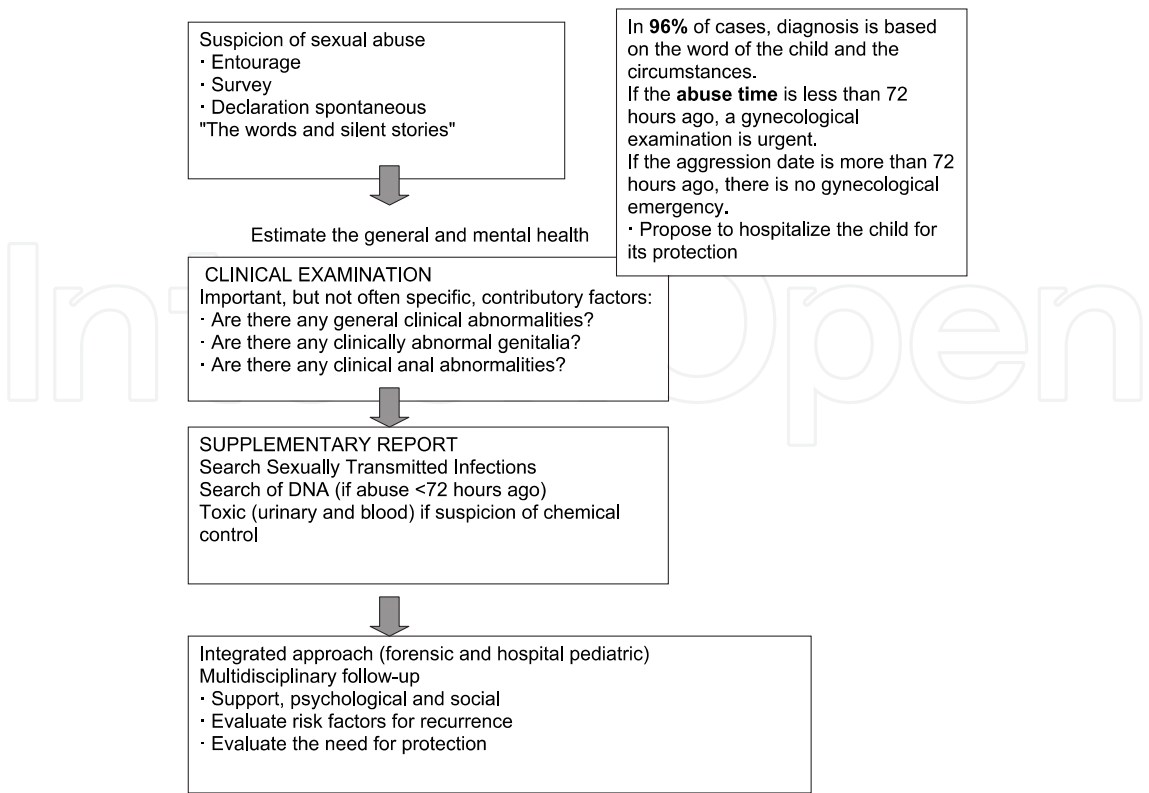 Suspicion of sexual abuse
· Entourage
· Survey
· Declaration spontaneous
"The words and silent stories"
In 96% of cases, diagnosis is based
on the word of the child and the
circumstances.
If the abuse time is less than 72
hours ago, a gynecological
examination is urgent.
If the aggression date is more than 72
hours ago, there is no gynecological
emergency.
· Propose to hospitalize the child for
its protection
Estimate the general and mental health
CLINICAL EXAMINATION
Important, but not often specific, contributory factors:
· Are there any general clinical abnormalities?
· Are there any clinically abnormal genitalia?
· Are there any clinical anal abnormalities?
SUPPLEMENTARY REPORT
Search Sexually Transmitted Infections
Search of DNA (if abuse <72 hours ago)
Toxic (urinary and blood) if suspicion of chemical
control
Integrated approach (forensic and hospital pediatric)
Multidisciplinary follow-up
· Support, psychological and social
· Evaluate risk factors for recurrence
· Evaluate the need for protection
Open